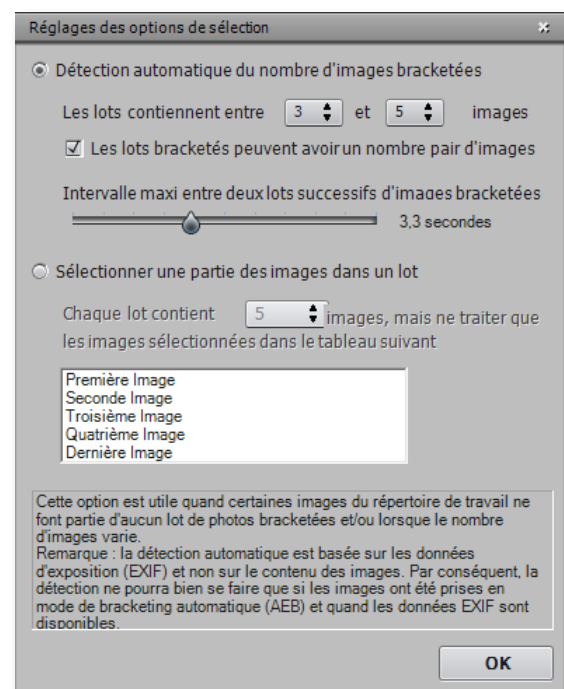 Réglages des options de sélection
Détection automatique du nombre d'images bracketées
Les lots contiennent entre 3 et 5 images
Les lots bracketés peuvent avoir un nombre pair d'images
Intervalle maxi entre deux lots successifs d'images bracketées
3,3 secondes
Sélectionner une partie des images dans un lot
Chaque lot contient 5 images, mais ne traiter que
les images sélectionnées dans le tableau suivant
Première Image
Seconde Image
Troisième Image
Quatrième Image
Dernière Image
Cette option est utile quand certaines images du répertoire de travail ne
font partie d'aucun lot de photos bracketées et/ou lorsque le nombre
d'images varie.
Remarque : la détection automatique est basée sur les données
d'exposition (EXIF) et non sur le contenu des images. Par conséquent, la
détection ne pourra bien se faire que si les images ont été prises en
mode de bracketing automatique (AEB) et quand les données EXIF sont
disponibles.
OK